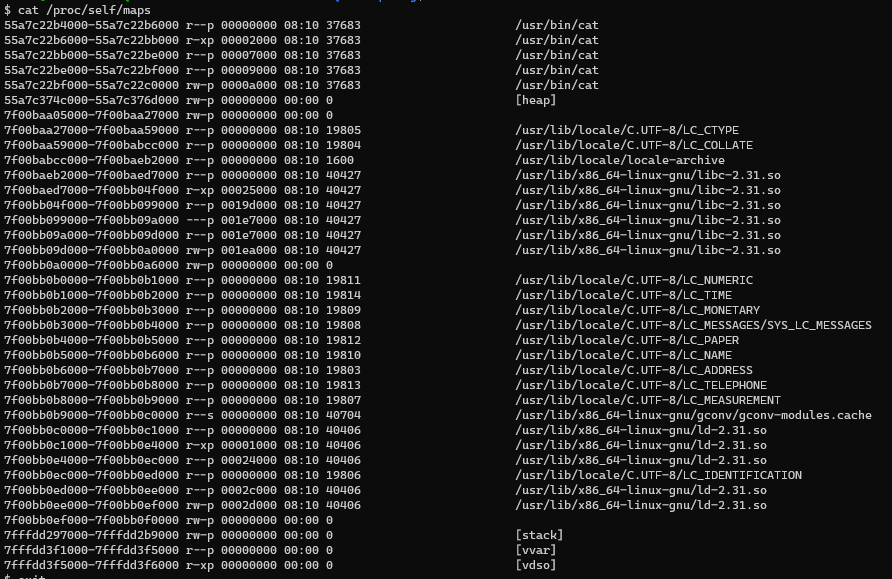 $ cat /proc/self/maps
55a7c22b4000-55a7c22b6000 r--p 00000000 08:10 37683 /usr/bin/cat
55a7c22b6000-55a7c22bb000 r-xp 00002000 08:10 37683 /usr/bin/cat
55a7c22bb000-55a7c22be000 r--p 00007000 08:10 37683 /usr/bin/cat
55a7c22be000-55a7c22bf000 r--p 00009000 08:10 37683 /usr/bin/cat
55a7c22bf000-55a7c22c0000 rw-p 0000a000 08:10 37683 /usr/bin/cat
55a7c374c000-55a7c376d000 rw-p 00000000 00:00 0 [heap]
7f00baa05000-7f00baa27000 rw-p 00000000 00:00 0
7f00baa27000-7f00baa59000 r--p 00000000 08:10 19805 /usr/lib/locale/C.UTF-8/LC_CTYPE
7f00baa59000-7f00babcc000 r--p 00000000 08:10 19804 /usr/lib/locale/C.UTF-8/LC_COLLATE
7f00babcc000-7f00baeb2000 r--p 00000000 08:10 1600 /usr/lib/locale/locale-archive
7f00baeb2000-7f00baed7000 r--p 00000000 08:10 40427 /usr/lib/x86_64-linux-gnu/libc-2.31.so
7f00baed7000-7f00bb04f000 r-xp 00025000 08:10 40427 /usr/lib/x86_64-linux-gnu/libc-2.31.so
7f00bb04f000-7f00bb099000 r--p 0019d000 08:10 40427 /usr/lib/x86_64-linux-gnu/libc-2.31.so
7f00bb099000-7f00bb09a000 ---p 001e7000 08:10 40427 /usr/lib/x86_64-linux-gnu/libc-2.31.so
7f00bb09a000-7f00bb09d000 r--p 001e7000 08:10 40427 /usr/lib/x86_64-linux-gnu/libc-2.31.so
7f00bb09d000-7f00bb0a0000 rw-p 001ea000 08:10 40427 /usr/lib/x86_64-linux-gnu/libc-2.31.so
7f00bb0a0000-7f00bb0a6000 rw-p 00000000 00:00 0
7f00bb0b0000-7f00bb0b1000 r--p 00000000 08:10 19811 /usr/lib/locale/C.UTF-8/LC_NUMERIC
7f00bb0b1000-7f00bb0b2000 r--p 00000000 08:10 19814 /usr/lib/locale/C.UTF-8/LC_TIME
7f00bb0b2000-7f00bb0b3000 r--p 00000000 08:10 19809 /usr/lib/locale/C.UTF-8/LC_MONETARY
7f00bb0b3000-7f00bb0b4000 r--p 00000000 08:10 19808 /usr/lib/locale/C.UTF-8/LC_MESSAGES/SYS_LC_MESSAGES
7f00bb0b4000-7f00bb0b5000 r--p 00000000 08:10 19812 /usr/lib/locale/C.UTF-8/LC_PAPER
7f00bb0b5000-7f00bb0b6000 r--p 00000000 08:10 19810 /usr/lib/locale/C.UTF-8/LC_NAME
7f00bb0b6000-7f00bb0b7000 r--p 00000000 08:10 19803 /usr/lib/locale/C.UTF-8/LC_ADDRESS
7f00bb0b7000-7f00bb0b8000 r--p 00000000 08:10 19813 /usr/lib/locale/C.UTF-8/LC_TELEPHONE
7f00bb0b8000-7f00bb0b9000 r--p 00000000 08:10 19807 /usr/lib/locale/C.UTF-8/LC_MEASUREMENT
7f00bb0b9000-7f00bb0c0000 r--s 00000000 08:10 40704 /usr/lib/x86_64-linux-gnu/gconv/gconv-modules.cache
7f00bb0c0000-7f00bb0c1000 r--p 00000000 08:10 40406 /usr/lib/x86_64-linux-gnu/ld-2.31.so
7f00bb0c1000-7f00bb0e4000 r-xp 00001000 08:10 40406 /usr/lib/x86_64-linux-gnu/ld-2.31.so
7f00bb0e4000-7f00bb0ec000 r--p 00024000 08:10 40406 /usr/lib/x86_64-linux-gnu/ld-2.31.so
7f00bb0ec000-7f00bb0ed000 r--p 00000000 08:10 19806 /usr/lib/locale/C.UTF-8/LC_IDENTIFICATION
7f00bb0ed000-7f00bb0ee000 r--p 0002c000 08:10 40406 /usr/lib/x86_64-linux-gnu/ld-2.31.so
7f00bb0ee000-7f00bb0ef000 rw-p 0002d000 08:10 40406 /usr/lib/x86_64-linux-gnu/ld-2.31.so
7f00bb0ef000-7f00bb0f0000 rw-p 00000000 00:00 0
7fffdd297000-7fffdd2b9000 rw-p 00000000 00:00 0 [stack]
7fffdd3f1000-7fffdd3f5000 r--p 00000000 00:00 0 [vvar]
7fffdd3f5000-7fffdd3f6000 r-xp 00000000 00:00 0 [vdso]